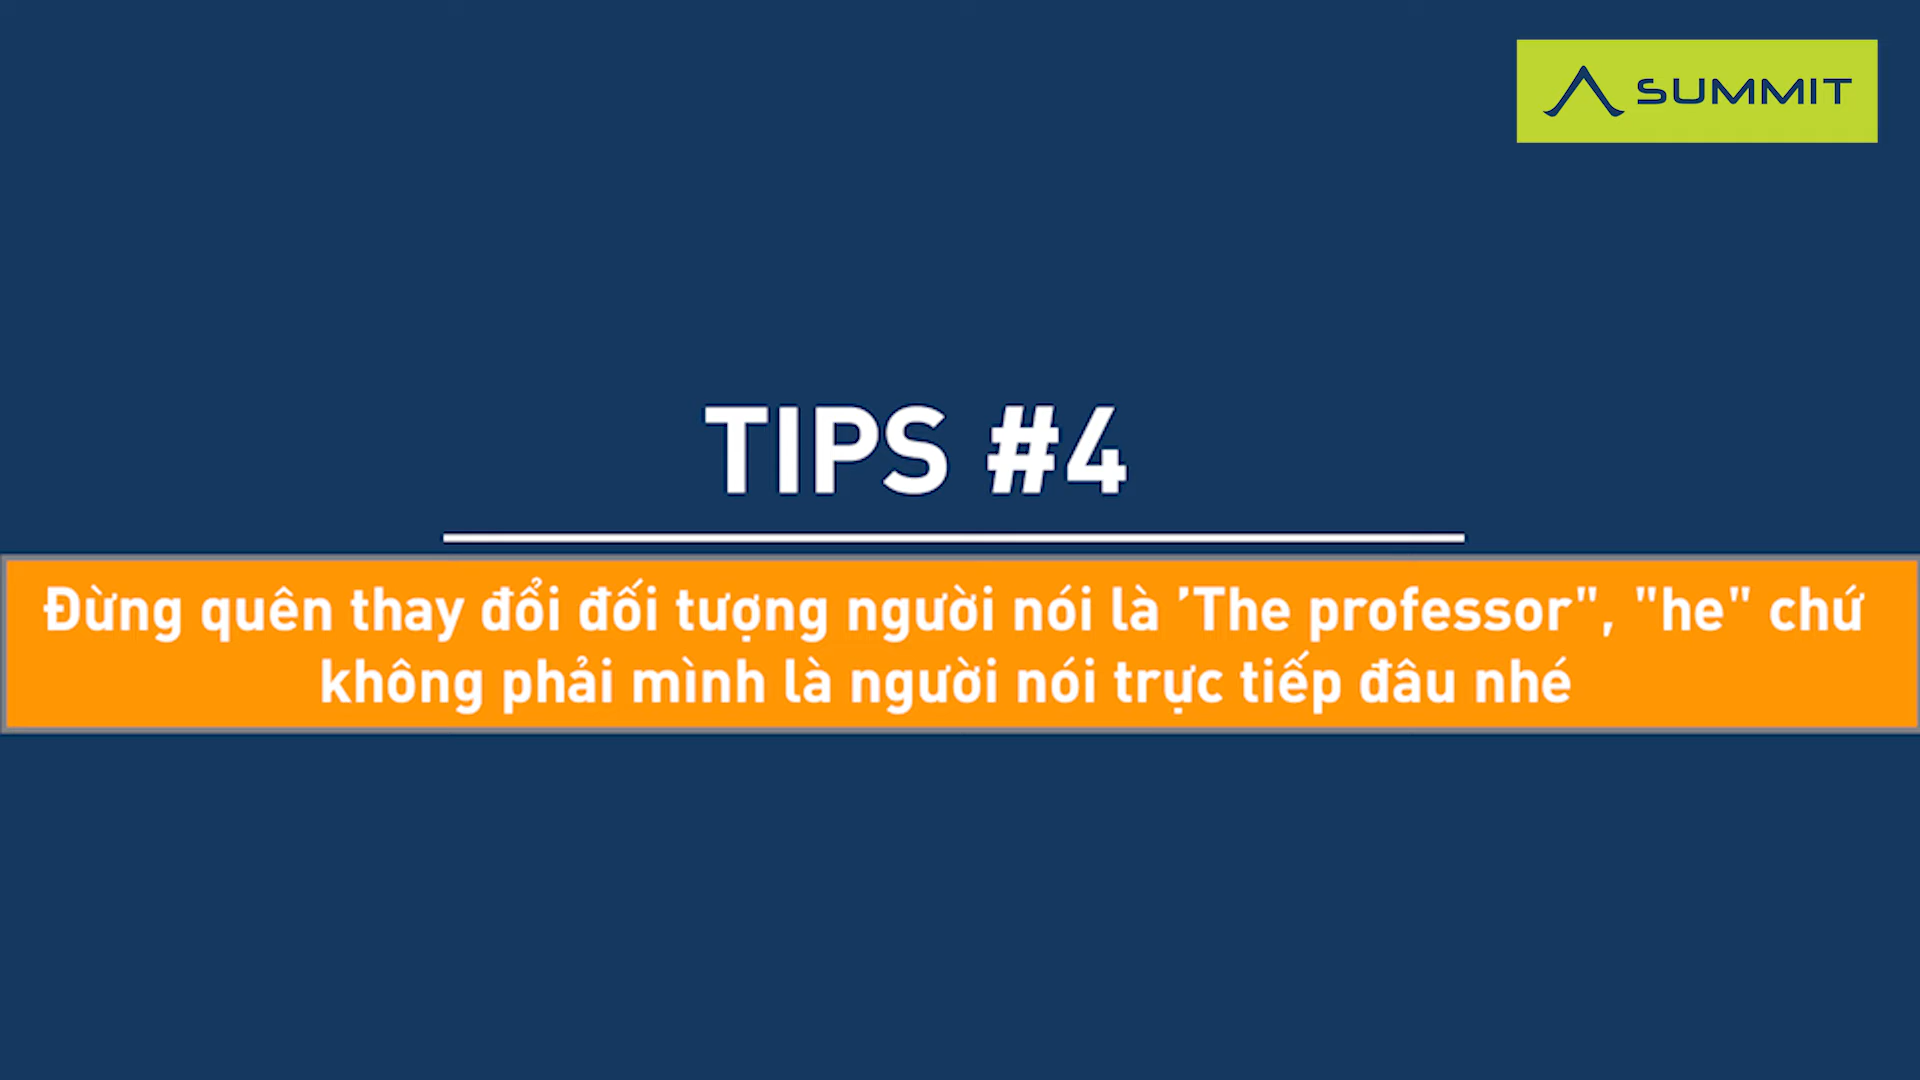 SUMMIT
TIPS #4
Đừng quên thay đổi đối tượng người nói là ’The professor", "he" chứ
không phải mình là người nói trực tiếp đâu nhé